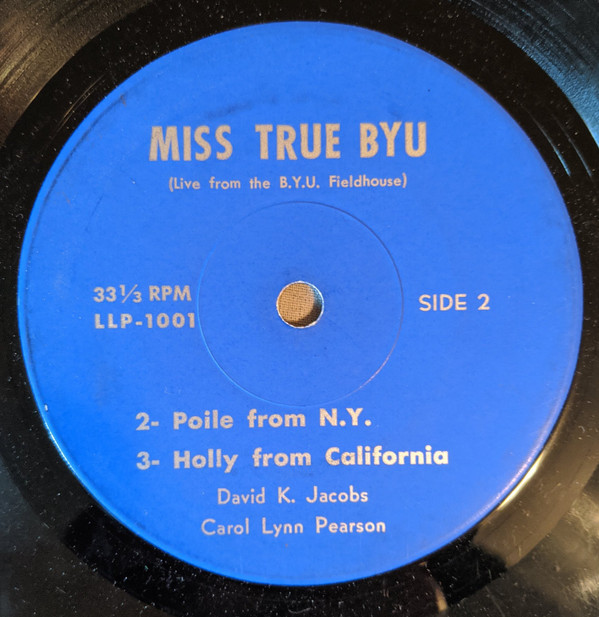 MISS TRUE BYU
(Live from the B.Y.U. Fieldhouse)
33⅓ RPM
LLP-1001
SIDE 2
2- Poile from N.Y.
3- Holly from California
David K. Jacobs
Carol Lynn Pearson